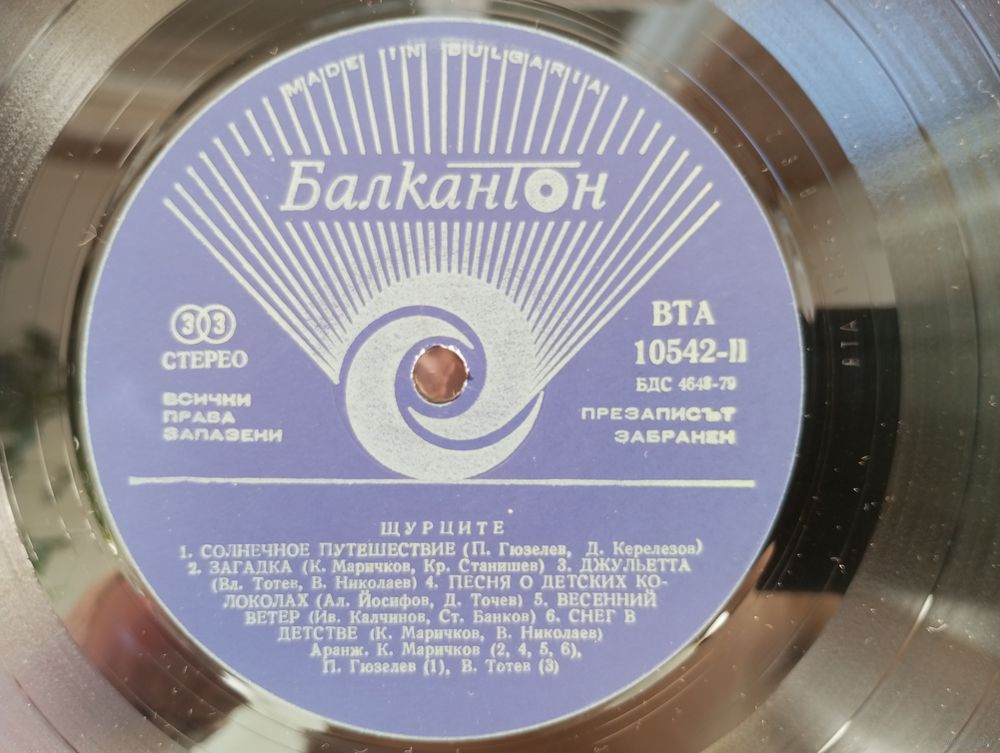 MADE IN BULGARIA
Балкантон
33
СТЕРЕО
ВСИЧКИ
ПРАВА
ЗАПАЗЕНИ
ВТА
10542-II
БДС 4648-79
ПРЕЗАПИСЪТ
ЗАБРАНЕН
ЩУРЦИТЕ
1. СОЛНЕЧНОЕ ПУТЕШЕСТВИЕ (П. Гюзелев, Д. Керелезов)
2. ЗАГАДКА (К. Маричков, Кр. Станишев) 3. ДЖУЛЬЕТТА
(Вл. Тотев, В. Николаев) 4. ПЕСНЯ О ДЕТСКИХ КО-
ЛОКОЛАХ (Ал. Йосифов, Д. Точев) 5. ВЕСЕННИЙ
ВЕТЕР (Ив. Калчинов, Ст. Банков) 6. СНЕГ В
ДЕТСТВЕ (К. Маричков, В. Николаев)
Аранж. К. Маричков (2, 4, 5, 6),
П. Гюзелев (1), В. Тотев (3)